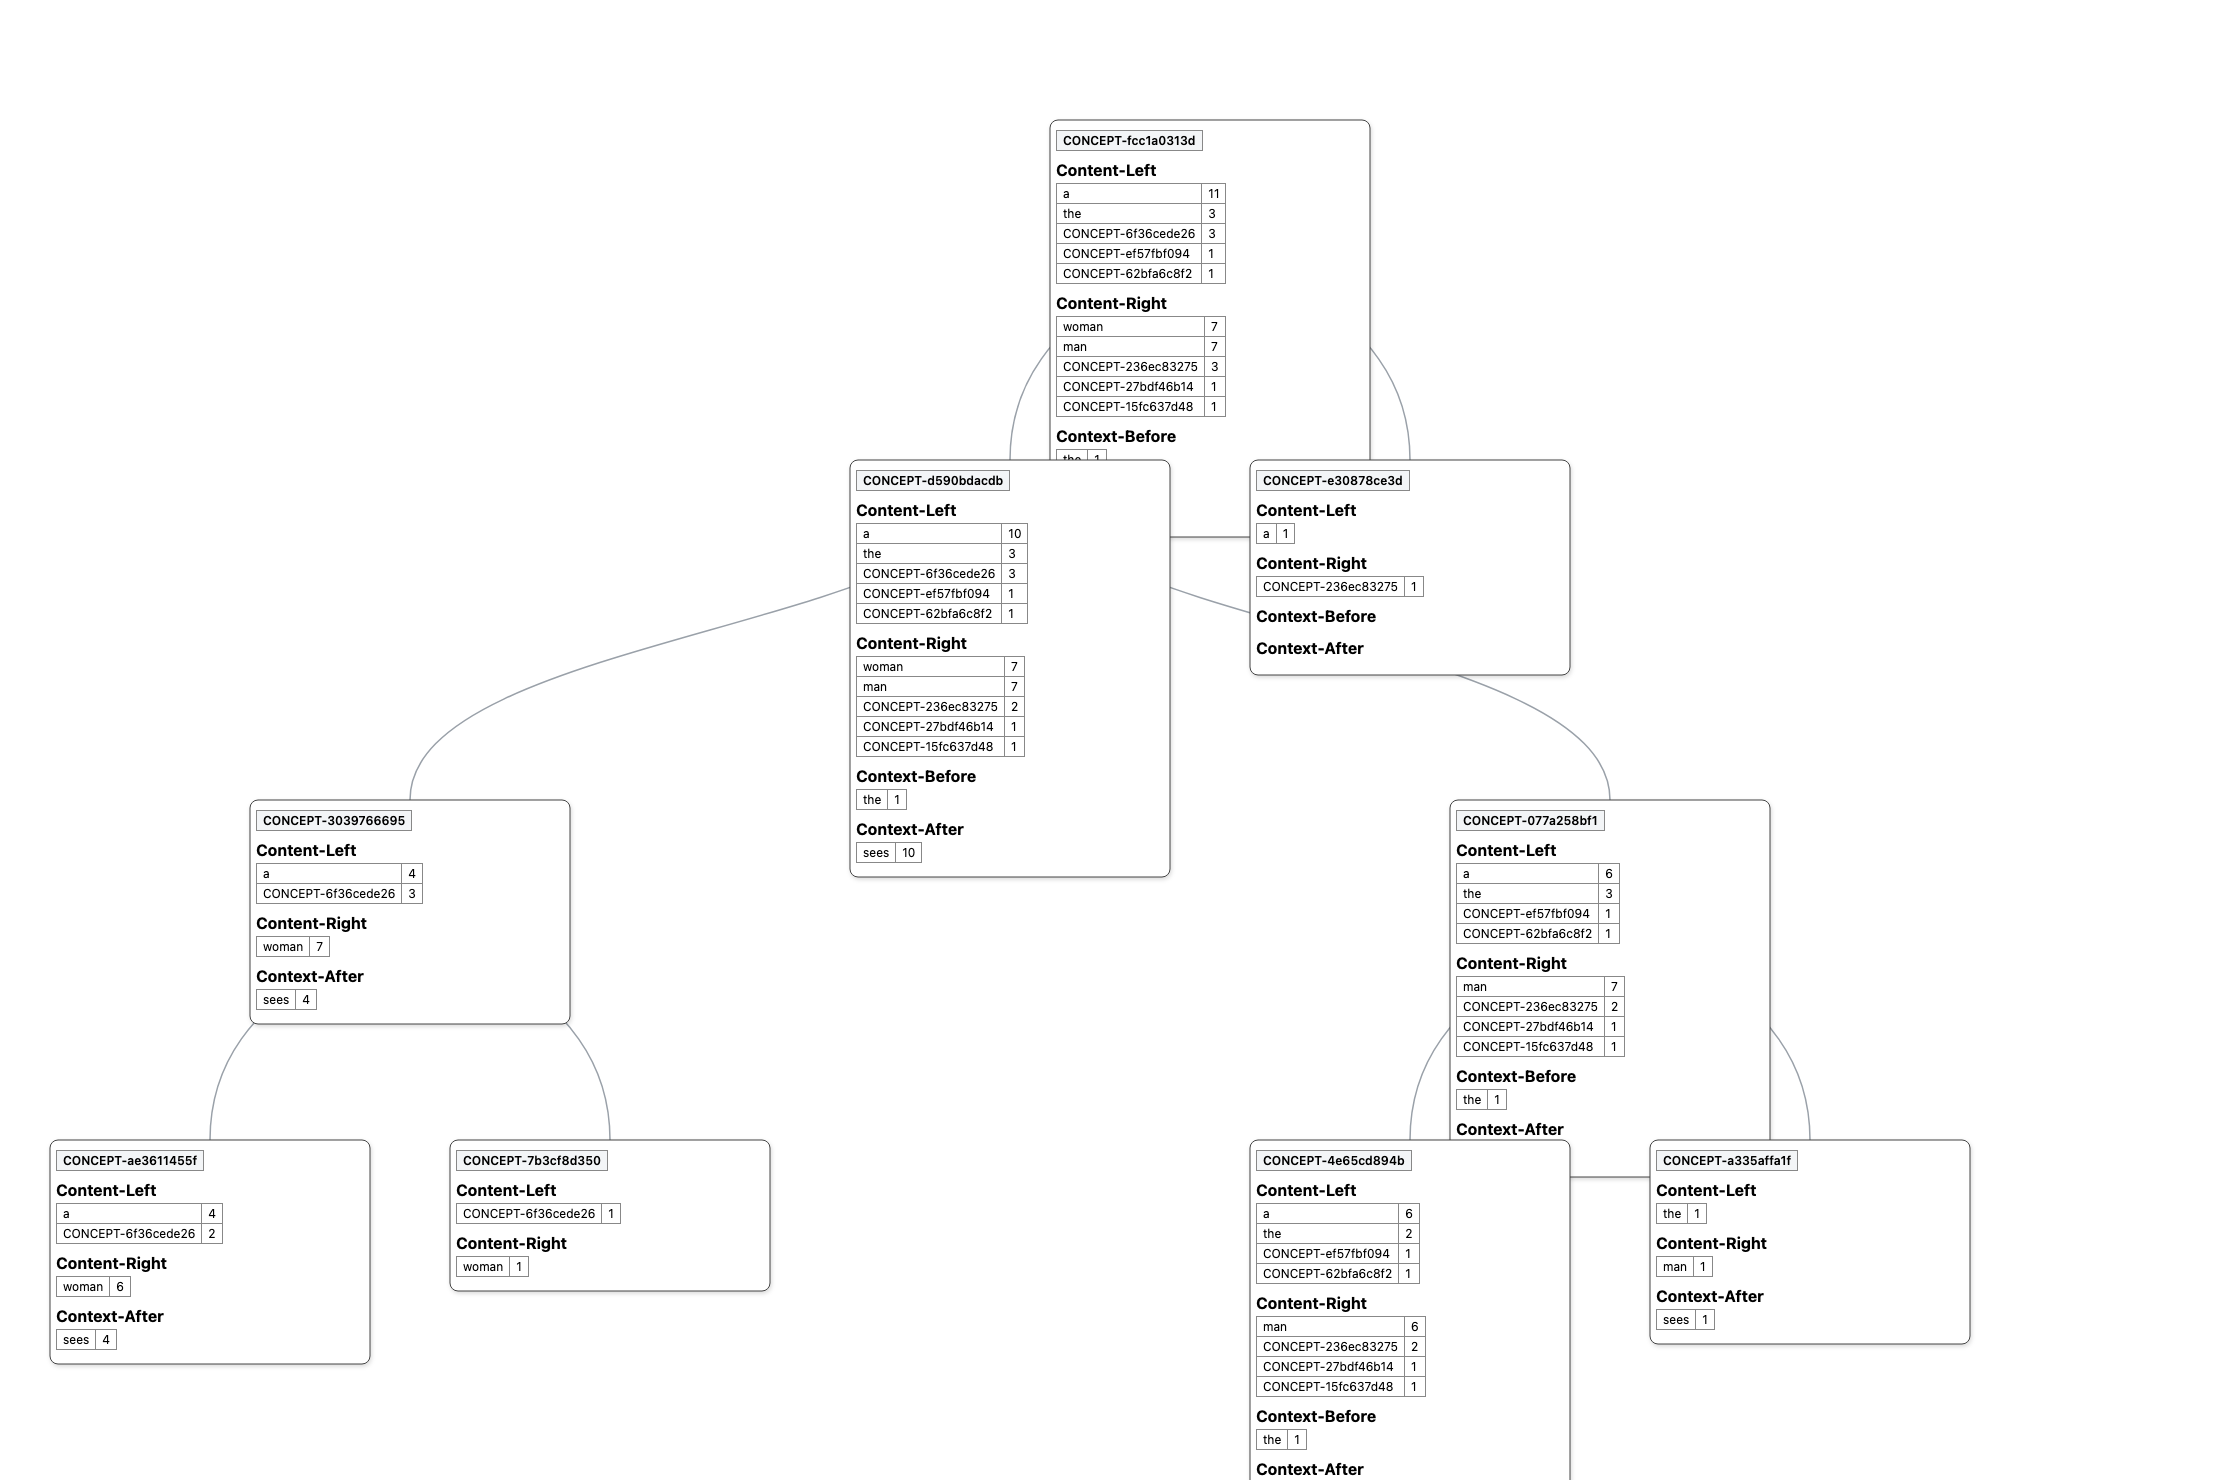 CONCEPT-fcc1a0313d
Content-Left
a 11
the 3
CONCEPT-6f36cede26 3
CONCEPT-ef57fbf094 1
CONCEPT-62bfa6c8f2 1
Content-Right
woman 7
man 7
CONCEPT-236ec83275 3
CONCEPT-27bdf46b14 1
CONCEPT-15fc637d48 1
Context-Before
the 1
CONCEPT-d590bdacdb
Content-Left
a 10
the 3
CONCEPT-6f36cede26 3
CONCEPT-ef57fbf094 1
CONCEPT-62bfa6c8f2 1
Content-Right
woman 7
man 7
CONCEPT-236ec83275 2
CONCEPT-27bdf46b14 1
CONCEPT-15fc637d48 1
Context-Before
the 1
Context-After
sees 10
CONCEPT-e30878ce3d
Content-Left
a 1
Content-Right
CONCEPT-236ec83275 1
Context-Before
Context-After
CONCEPT-3039766695
Content-Left
a 4
CONCEPT-6f36cede26 3
Content-Right
woman 7
Context-After
sees 4
CONCEPT-077a258bf1
Content-Left
a 6
the 3
CONCEPT-ef57fbf094 1
CONCEPT-62bfa6c8f2 1
Content-Right
man 7
CONCEPT-236ec83275 2
CONCEPT-27bdf46b14 1
CONCEPT-15fc637d48 1
Context-Before
the 1
Context-After
CONCEPT-ae3611455f
Content-Left
a 4
CONCEPT-6f36cede26 2
Content-Right
woman 6
Context-After
sees 4
CONCEPT-7b3cf8d350
Content-Left
CONCEPT-6f36cede26 1
Content-Right
woman 1
CONCEPT-4e65cd894b
Content-Left
a 6
the 2
CONCEPT-ef57fbf094 1
CONCEPT-62bfa6c8f2 1
Content-Right
man 6
CONCEPT-236ec83275 2
CONCEPT-27bdf46b14 1
CONCEPT-15fc637d48 1
Context-Before
the 1
Context-After
CONCEPT-a335affa1f
Content-Left
the 1
Content-Right
man 1
Context-After
sees 1